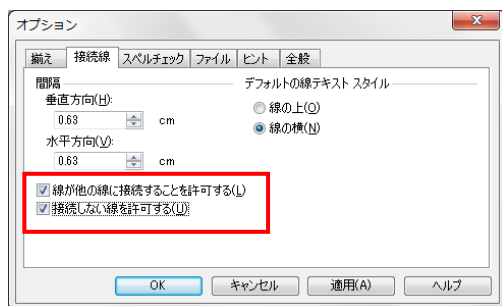 オプション
揃え 接続線 スペルチェック ファイル ヒント 全般
間隔
垂直方向(H):
0.63 cm
水平方向(V):
0.63 cm
デフォルトの線テキスト スタイル
線の上(O)
線の横(N)
線が他の線に接続することを許可する(L)
接続しない線を許可する(U)
OK キャンセル 適用(A) ヘルプ